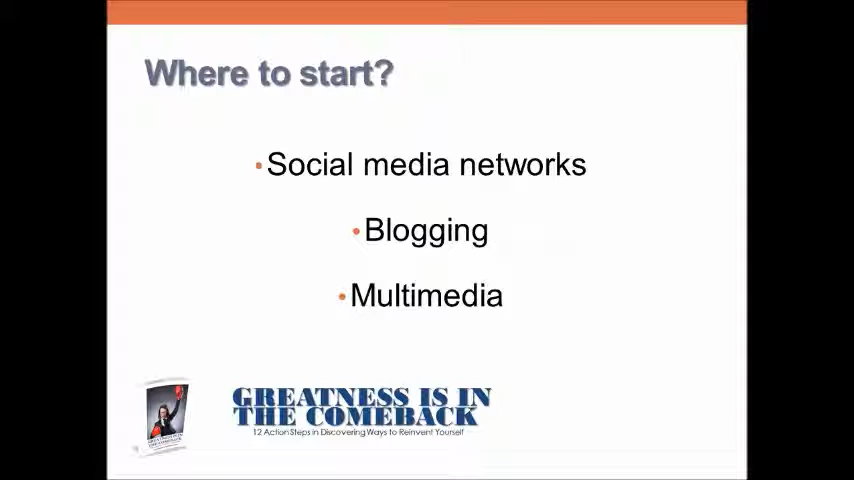 Where to start?
•Social media networks
•Blogging
•Multimedia
GREATNESS IS IN
THE COMEBACK
12 Action Steps in Discovering Ways to Reinvent Yourself